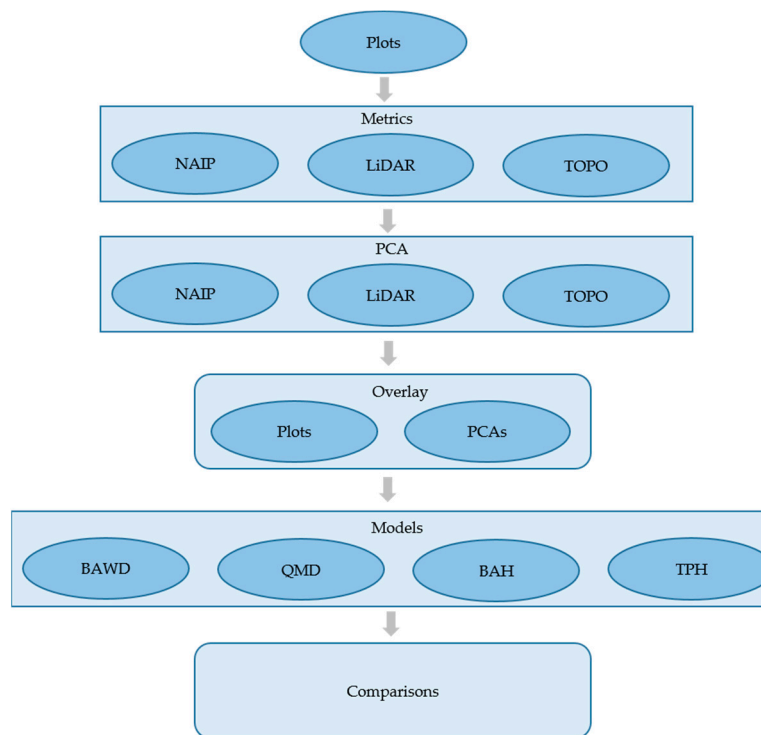 Plots
Metrics
NAIP
LiDAR
TOPO
PCA
NAIP
LiDAR
TOPO
Overlay
Plots
PCAs
Models
BAWD
QMD
BAH
TPH
Comparisons